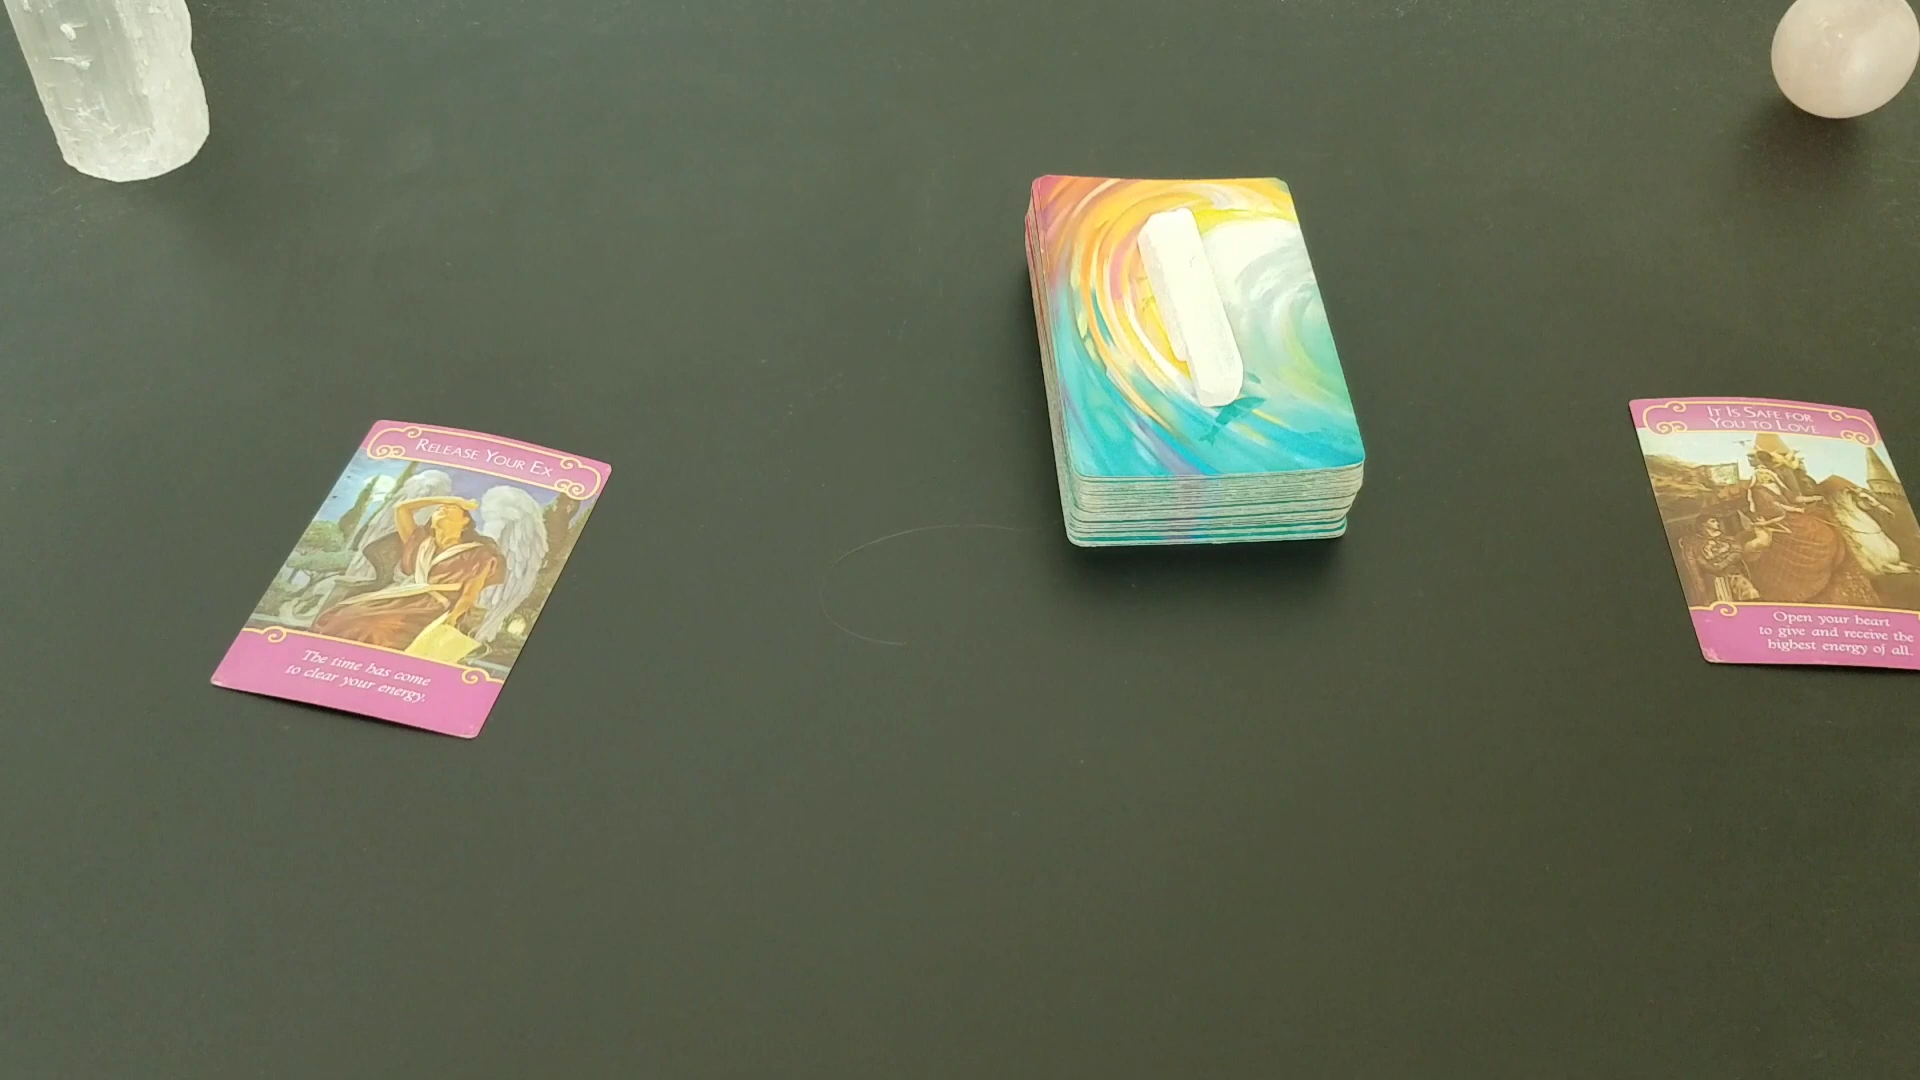 RELEASE YOUR EX
The time has come
to clear your energy.
IT IS SAFE FOR
YOU TO LOVE
Open your heart
to give and receive the
highest energy of all.